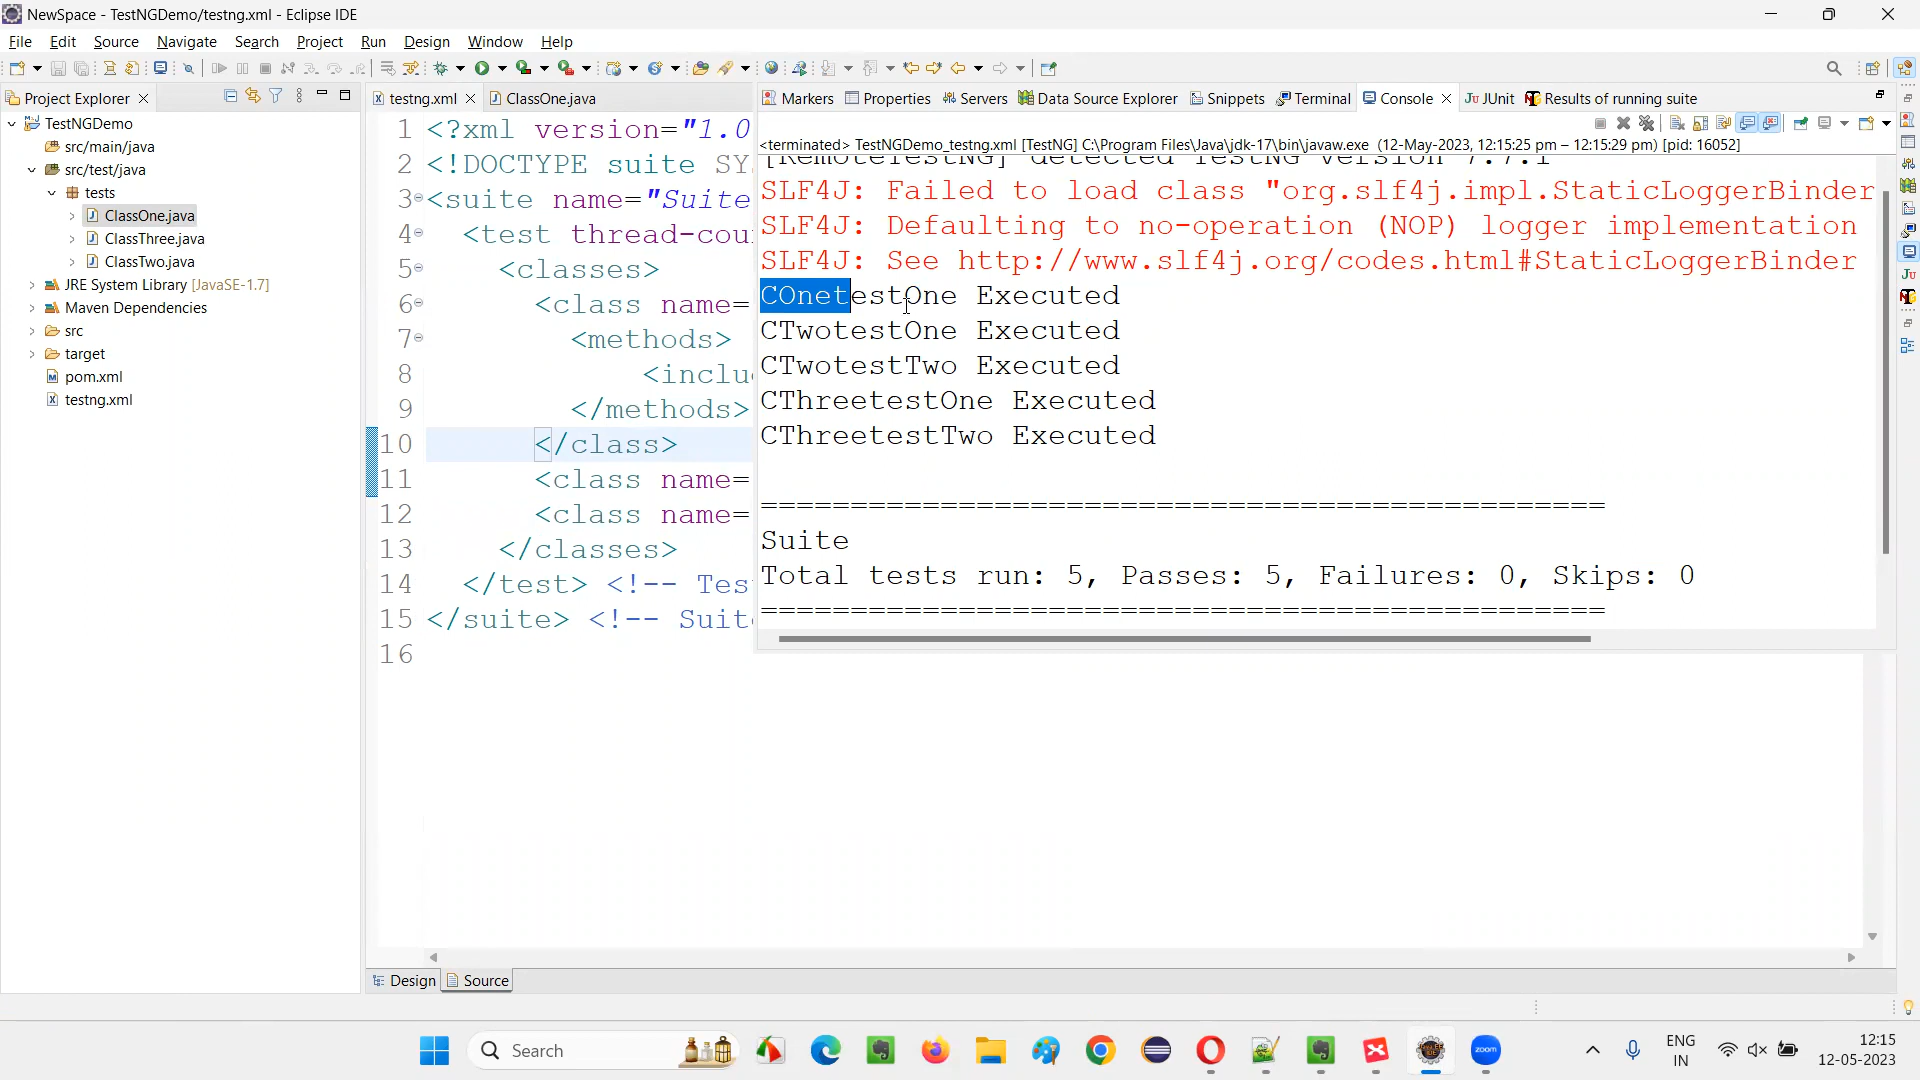 NewSpace - TestNGDemo/testng.xml - Eclipse IDE
File Edit Source Navigate Search Project Run Design Window Help
Project Explorer
testng.xml
ClassOne.java
Markers Properties Servers Data Source Explorer Snippets Terminal Console JUnit Results of running suite
TestNGDemo
src/main/java
src/test/java
tests
ClassOne.java
ClassThree.java
ClassTwo.java
JRE System Library [JavaSE-1.7]
Maven Dependencies
src
target
pom.xml
testng.xml
1 <?xml version="1.0
2 <!DOCTYPE suite SY
3 <suite name="Suite
4 <test thread-cou
5 <classes>
6 <class name=
7 <methods>
8 <inclu
9 </methods>
10 </class>
11 <class name=
12 <class name=
13 </classes>
14 </test> <!-- Tes
15 </suite> <!-- Suit
16
<terminated> TestNGDemo_testng.xml [TestNG] C:\Program Files\Java\jdk-17\bin\javaw.exe (12-May-2023, 12:15:25 pm – 12:15:29 pm) [pid: 16052]
[RemoteTestNG] detected TestNG version 7.7.1
SLF4J: Failed to load class "org.slf4j.impl.StaticLoggerBinder
SLF4J: Defaulting to no-operation (NOP) logger implementation
SLF4J: See http://www.slf4j.org/codes.html#StaticLoggerBinder
COnetestOne Executed
CTwotestOne Executed
CTwotestTwo Executed
CThreetestOne Executed
CThreetestTwo Executed
===============================================
Suite
Total tests run: 5, Passes: 5, Failures: 0, Skips: 0
===============================================
Design Source
Search
zoom
ENG
IN
12:15
12-05-2023